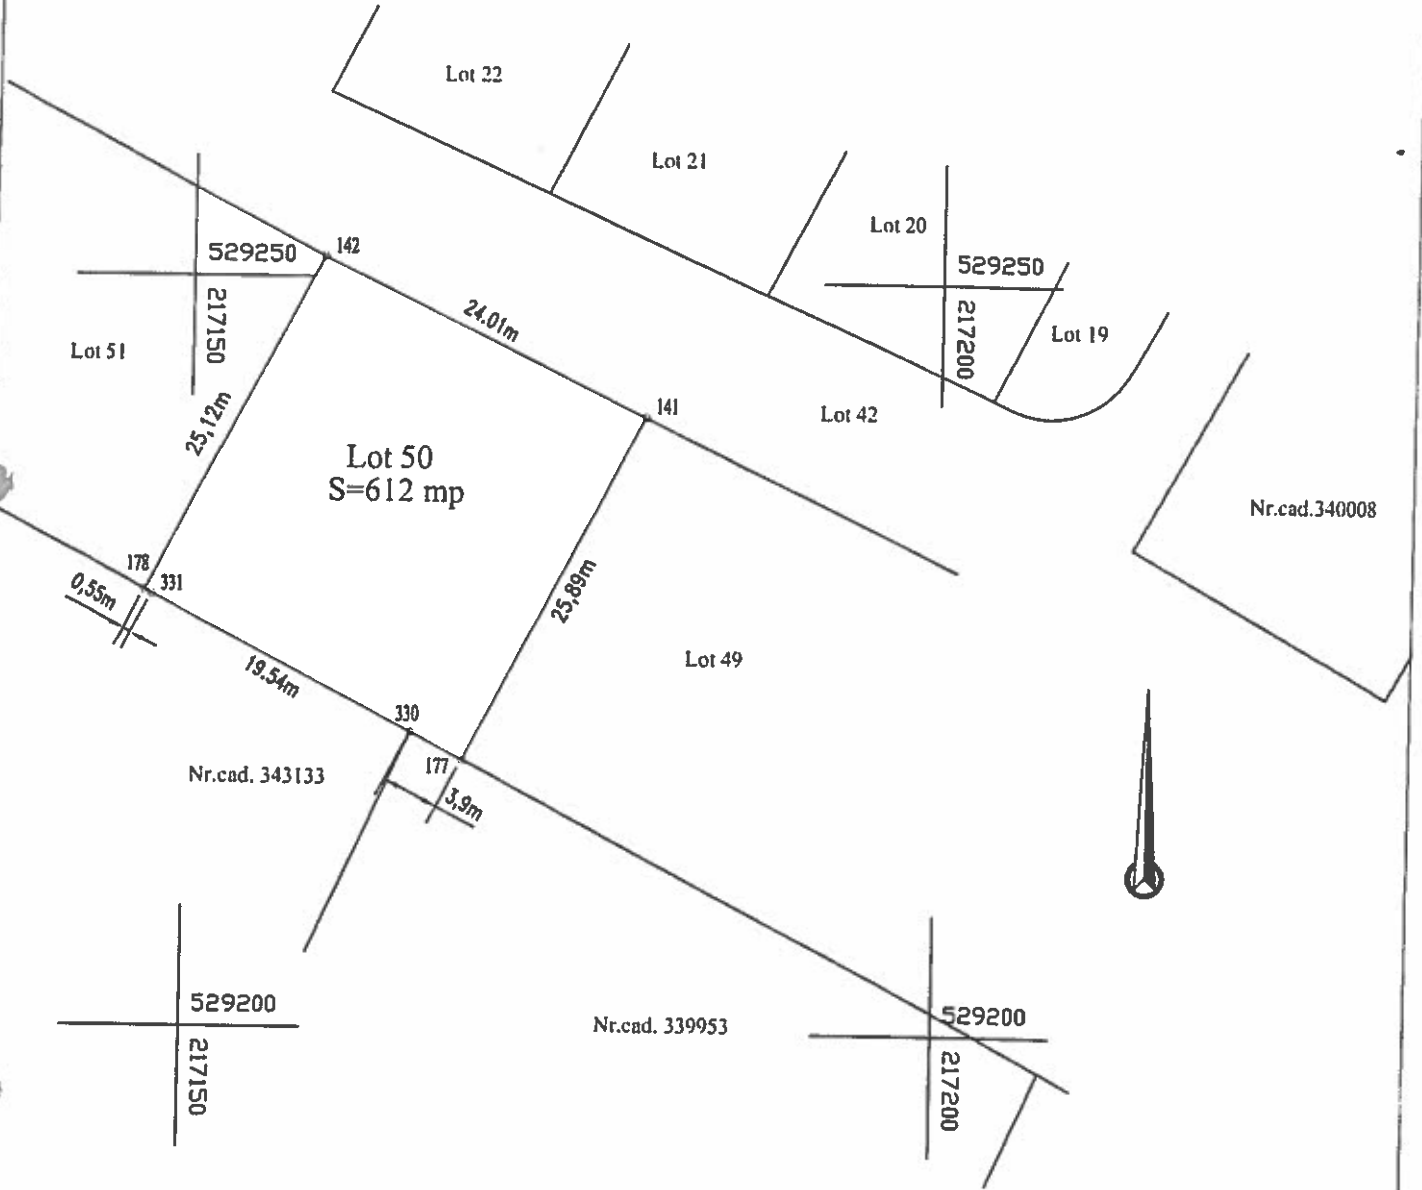 Lot 22
Lot 21
Lot 20
529250
217200
Lot 19
142
529250
217150
24.01m
Lot 51
25,12m
141
Lot 42
Lot 50
S=612 mp
Nr.cad.340008
178
331
0,55m
25,89m
Lot 49
19.54m
330
177
Nr.cad. 343133
3,9m
529200
217150
Nr.cad. 339953
529200
217200